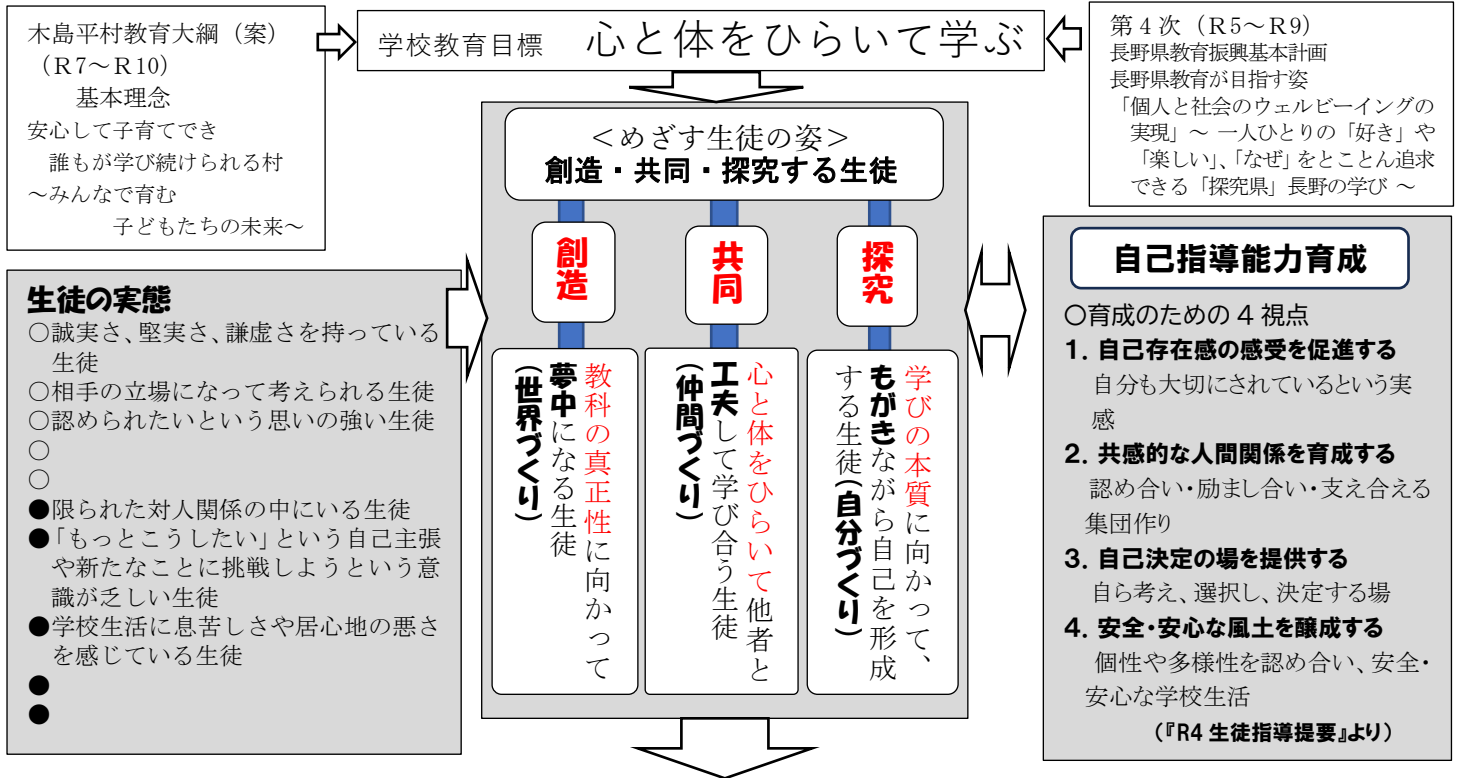 木島平村教育大綱（案）
（R7～R10）
基本理念
安心して子育てでき
誰もが学び続けられる村
～みんなで育む
子どもたちの未来～
学校教育目標　心と体をひらいて学ぶ
第４次（R5～R9）
長野県教育振興基本計画
長野県教育が目指す姿
「個人と社会のウェルビーイングの
実現」～ 一人ひとりの「好き」や
「楽しい」、「なぜ」をとことん追求
できる「探究県」長野の学び ～
＜めざす生徒の姿＞
創造・共同・探究する生徒
創造
教科の真正性に向かって
夢中になる生徒
（世界づくり）
共同
心と体をひらいて他者と
工夫して学び合う生徒
（仲間づくり）
探究
学びの本質に向かって、
もがきながら自己を形成
する生徒（自分づくり）
生徒の実態
○誠実さ、堅実さ、謙虚さを持っている
生徒
○相手の立場になって考えられる生徒
○認められたいという思いの強い生徒
○
○
●限られた対人関係の中にいる生徒
●「もっとこうしたい」という自己主張
や新たなことに挑戦しようという意
識が乏しい生徒
●学校生活に息苦しさや居心地の悪さ
を感じている生徒
●
●
自己指導能力育成
○育成のための 4 視点
1. 自己存在感の感受を促進する
自分も大切にされているという実
感
2. 共感的な人間関係を育成する
認め合い・励まし合い・支え合える
集団作り
3. 自己決定の場を提供する
自ら考え、選択し、決定する場
4. 安全・安心な風土を醸成する
個性や多様性を認め合い、安全・
安心な学校生活
（『R4 生徒指導提要』より）